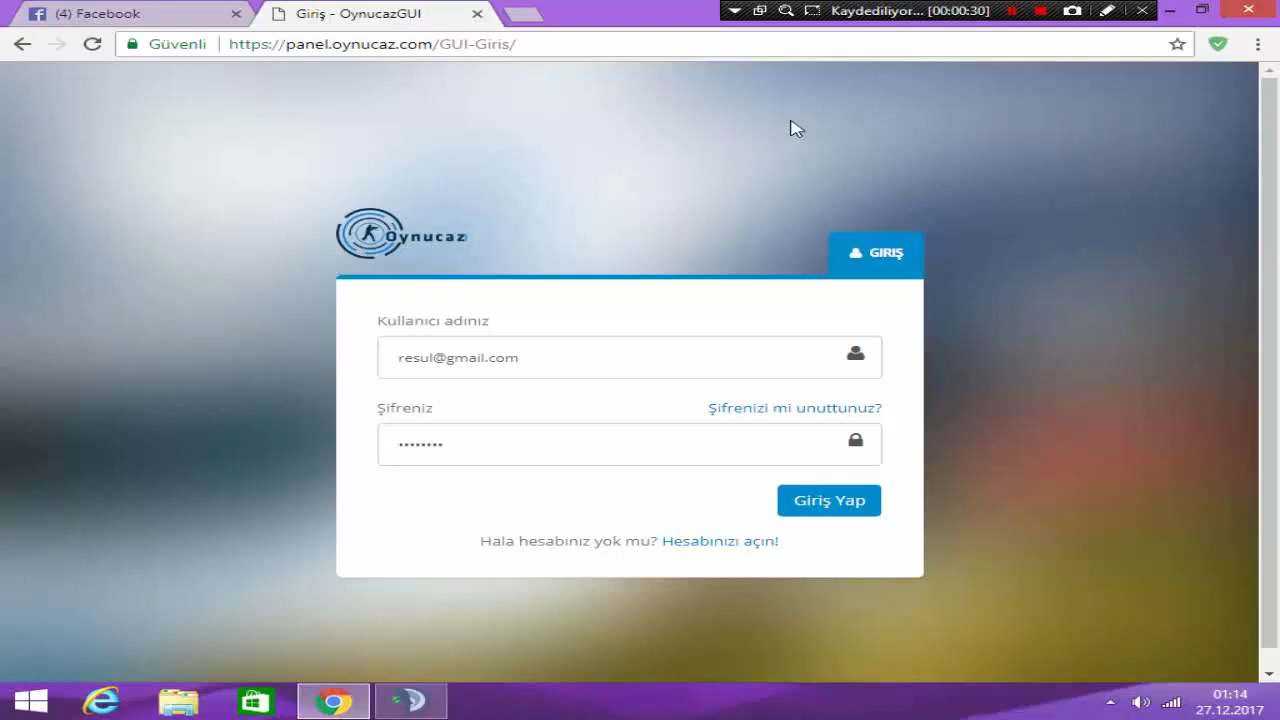 (4) Facebook
Giriş - OynucazGUI
Kaydediliyor... [00:00:30]
Güvenli
https://panel.oynucaz.com/GUI-Giris/
Oynucaz
GIRIŞ
Kullanıcı adınız
resul@gmail.com
Şifreniz
Şifrenizi mi unuttunuz?
Giriş Yap
Hala hesabınız yok mu? Hesabınızı açın!
01:14
27.12.2017